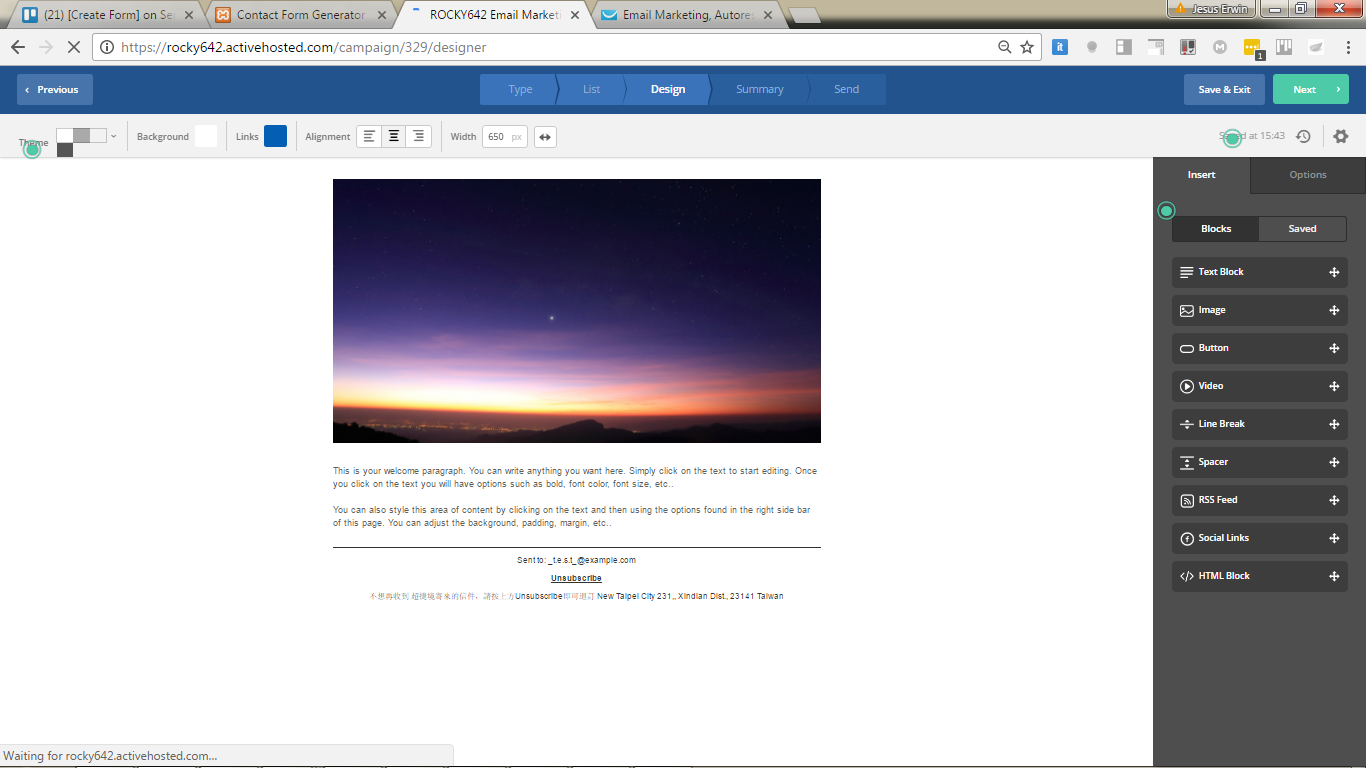 (21) [Create Form] on Se
Contact Form Generator
ROCKY642 Email Marketi
Email Marketing, Autore
Jesus Erwin
https://rocky642.activehosted.com/campaign/329/designer
it
1
Previous
Type
List
Design
Summary
Send
Save & Exit
Next
Theme
Background
Links
Alignment
Width
650 px
Saved at 15:43
Insert
Options
Blocks
Saved
Text Block
Image
Button
Video
Line Break
Spacer
RSS Feed
Social Links
HTML Block
This is your welcome paragraph. You can write anything you want here. Simply click on the text to start editing. Once
you click on the text you will have options such as bold, font color, font size, etc..
You can also style this area of content by clicking on the text and then using the options found in the right side bar
of this page. You can adjust the background, padding, margin, etc..
Sent to: _t.e.s.t_@example.com
Unsubscribe
不想再收到 超越境寄來的信件，請按上方Unsubscribe即可退訂 New Taipei City 231,, Xindian Dist., 23141 Taiwan
Waiting for rocky642.activehosted.com...